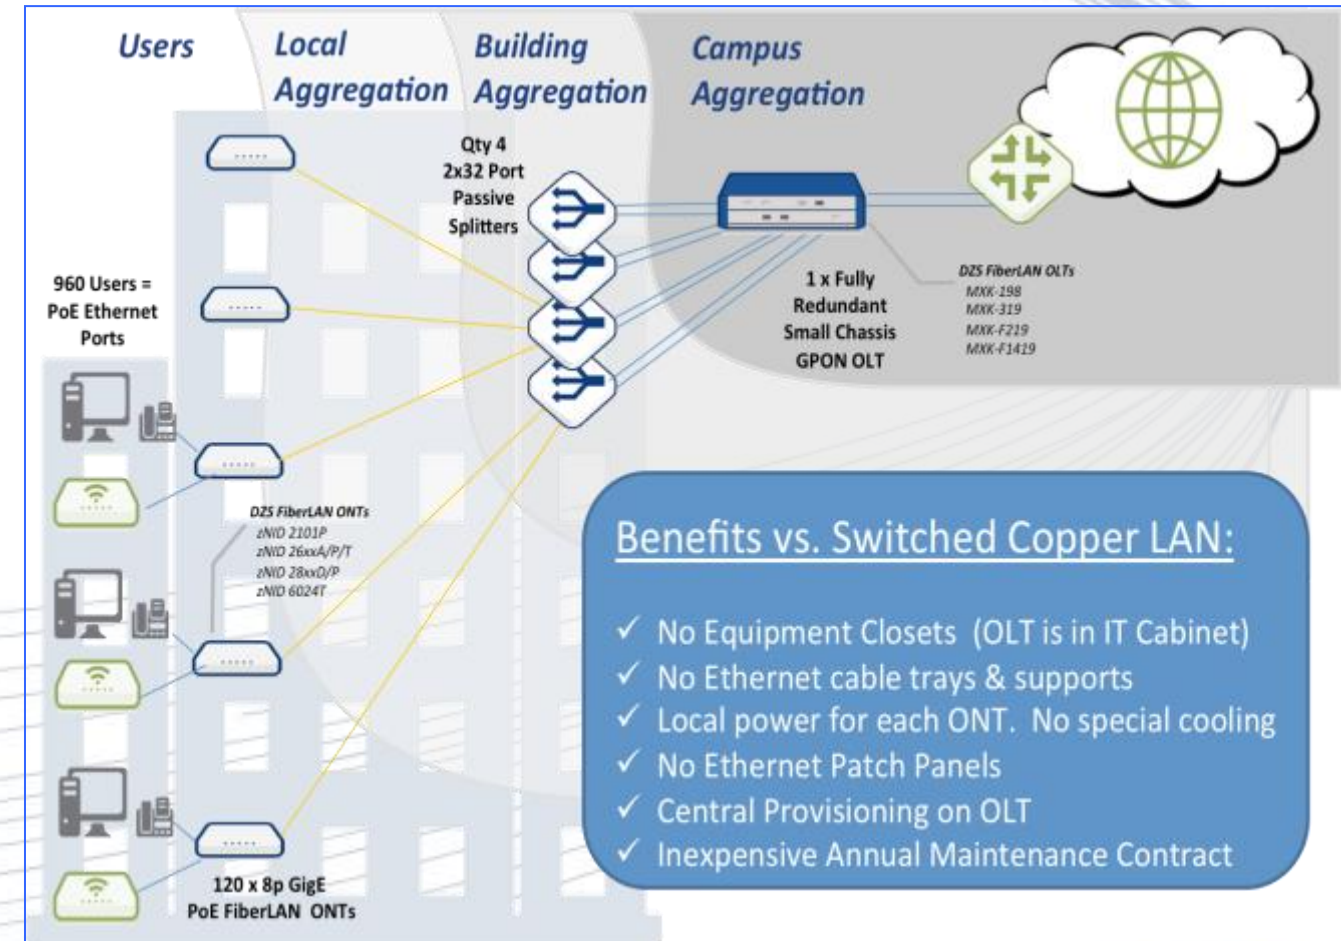 Users
Local
Aggregation
Building
Aggregation
Campus
Aggregation
Qty 4
2x32 Port
Passive
Splitters
960 Users =
PoE Ethernet
Ports
1 x Fully
Redundant
Small Chassis
GPON OLT
DZS FiberLAN OLTs
MXK-198
MXK-319
MXK-F219
MXK-F1419
DZS FiberLAN ONTs
zNID 2101P
zNID 26xxA/P/T
zNID 28xxD/P
zNID 6024T
120 x 8p GigE
PoE FiberLAN ONTs
Benefits vs. Switched Copper LAN:
✓ No Equipment Closets (OLT is in IT Cabinet)
✓ No Ethernet cable trays & supports
✓ Local power for each ONT. No special cooling
✓ No Ethernet Patch Panels
✓ Central Provisioning on OLT
✓ Inexpensive Annual Maintenance Contract